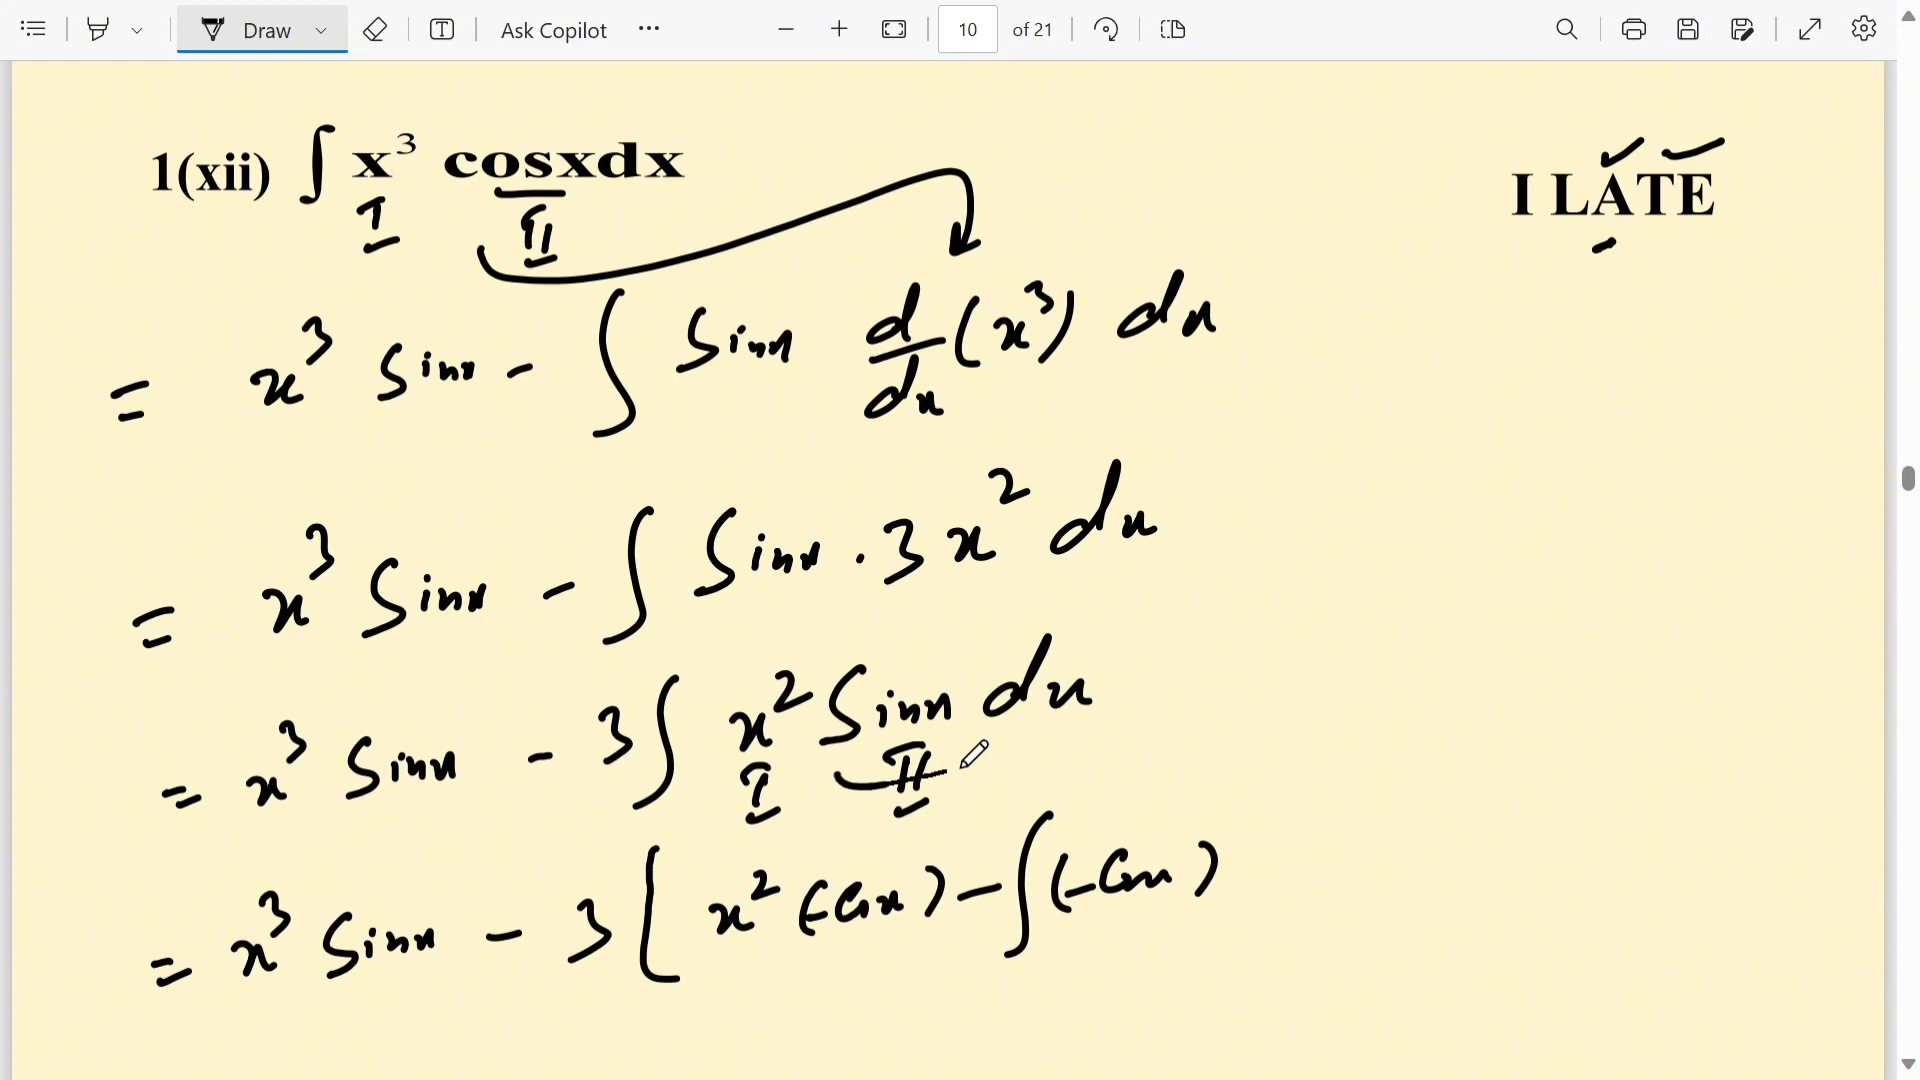 Draw Ask Copilot 10 of 21
1(xii) ∫ x³ cosxdx
I II
I LATE
= x³ Sinx - ∫ Sinx d/dx (x³) dx
= x³ Sinx - ∫ Sinx . 3x² dx
= x³ Sinx - 3 ∫ x² Sinx dx
I II
= x³ Sinx - 3 [ x² (-Cosx) - ∫ (-Cosx)